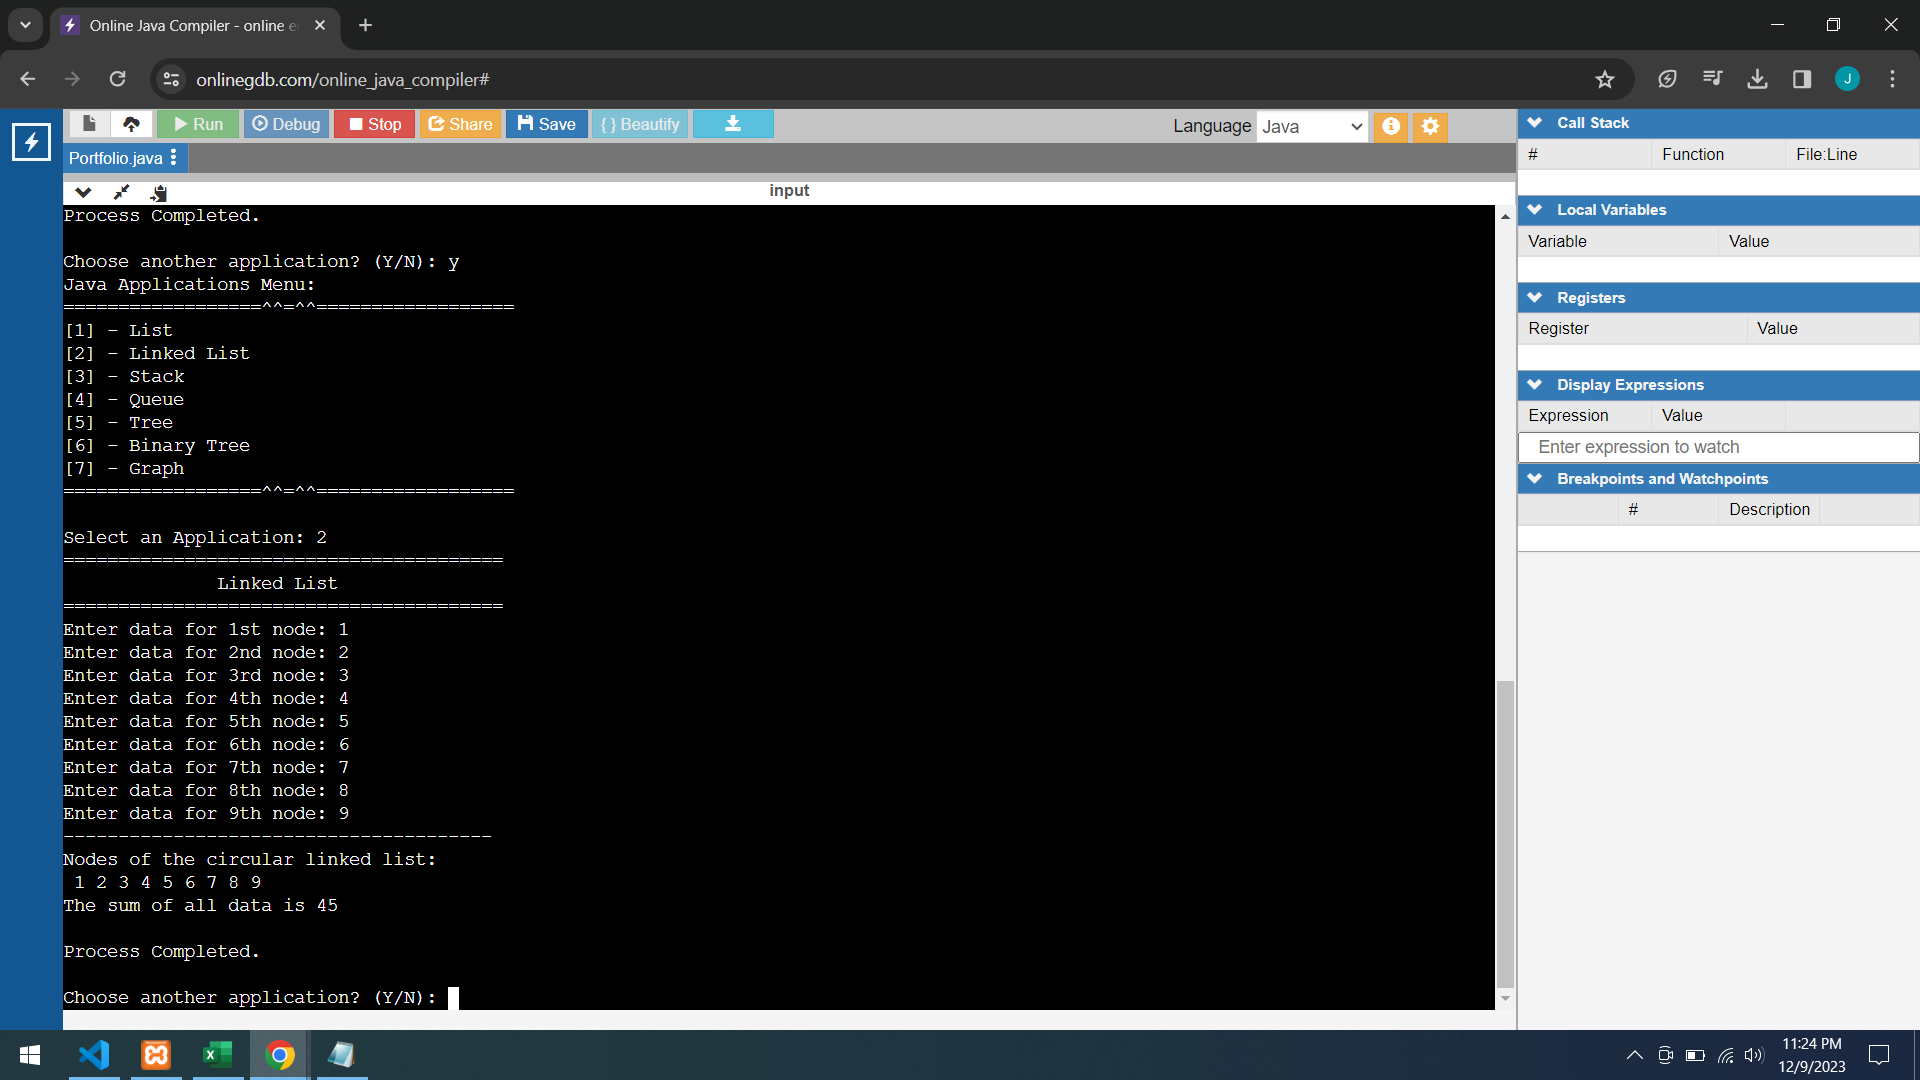 Online Java Compiler - online e
onlinegdb.com/online_java_compiler#
J
Run
Debug
Stop
Share
Save
{ } Beautify
Language
Java
Portfolio.java
input
Process Completed.
Choose another application? (Y/N): y
Java Applications Menu:
==================^^=^^==================
[1] - List
[2] - Linked List
[3] - Stack
[4] - Queue
[5] - Tree
[6] - Binary Tree
[7] - Graph
==================^^=^^==================
Select an Application: 2
========================================
Linked List
========================================
Enter data for 1st node: 1
Enter data for 2nd node: 2
Enter data for 3rd node: 3
Enter data for 4th node: 4
Enter data for 5th node: 5
Enter data for 6th node: 6
Enter data for 7th node: 7
Enter data for 8th node: 8
Enter data for 9th node: 9
---------------------------------------
Nodes of the circular linked list:
1 2 3 4 5 6 7 8 9
The sum of all data is 45
Process Completed.
Choose another application? (Y/N):
Call Stack
# Function File:Line
Local Variables
Variable Value
Registers
Register Value
Display Expressions
Expression Value
Enter expression to watch
Breakpoints and Watchpoints
# Description
11:24 PM
12/9/2023